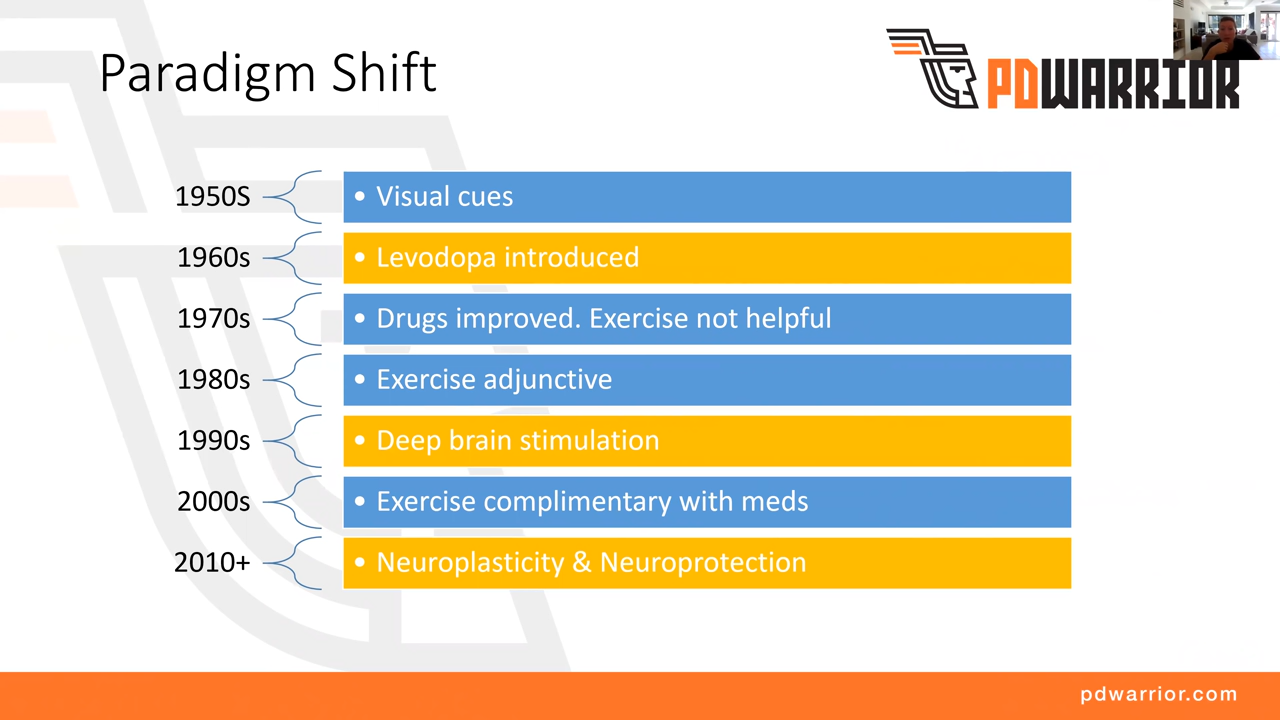 Paradigm Shift
PDWARRIOR
1950S
• Visual cues
1960s
• Levodopa introduced
1970s
• Drugs improved. Exercise not helpful
1980s
• Exercise adjunctive
1990s
• Deep brain stimulation
2000s
• Exercise complimentary with meds
2010+
• Neuroplasticity & Neuroprotection
pdwarrior.com